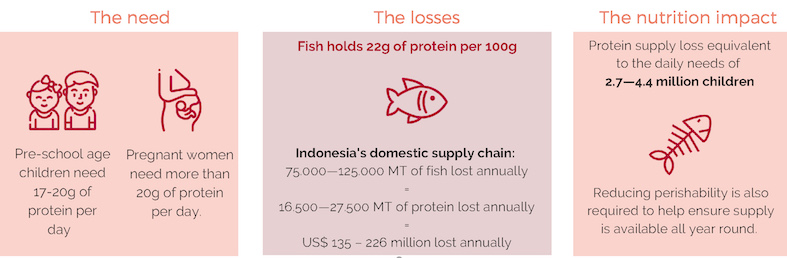 The need
Pre-school age
children need
17-20g of
protein per
day
Pregnant women
need more than
20g of protein
per day.
The losses
Fish holds 22g of protein per 100g
Indonesia's domestic supply chain:
75.000—125.000 MT of fish lost annually
=
16.500—27.500 MT of protein lost annually
=
US$ 135 – 226 million lost annually
The nutrition impact
Protein supply loss equivalent
to the daily needs of
2.7—4.4 million children
Reducing perishability is also
required to help ensure supply
is available all year round.